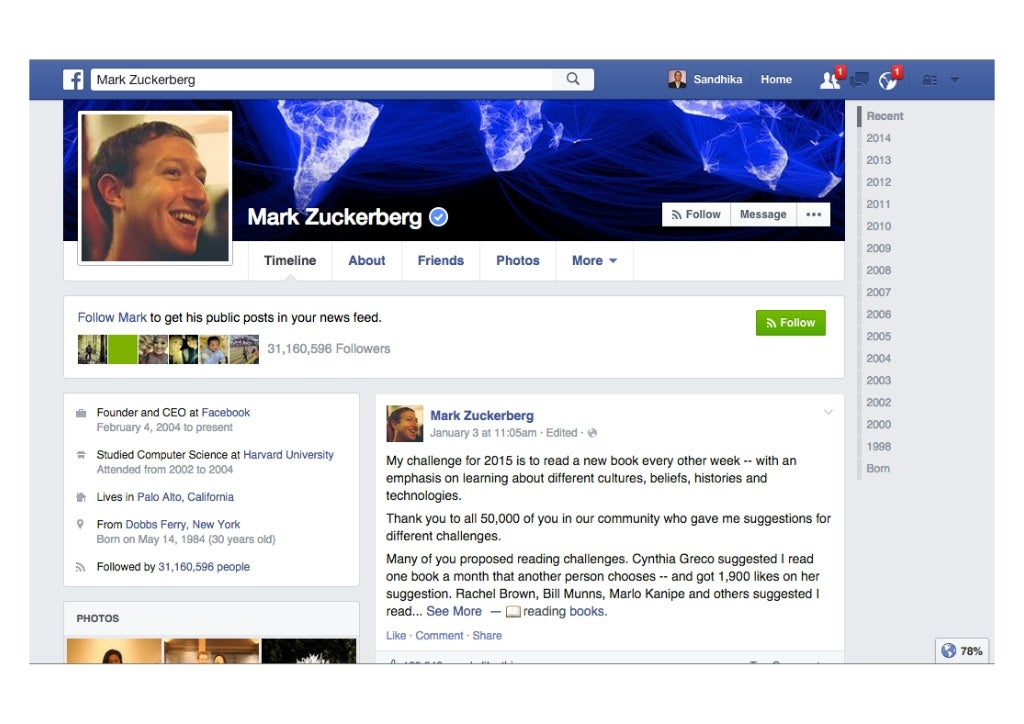 Mark Zuckerberg
Sandhika
Home
1
1
Mark Zuckerberg
Follow
Message
Timeline
About
Friends
Photos
More
Follow Mark to get his public posts in your news feed.
31,160,596 Followers
Follow
Founder and CEO at Facebook
February 4, 2004 to present
Studied Computer Science at Harvard University
Attended from 2002 to 2004
Lives in Palo Alto, California
From Dobbs Ferry, New York
Born on May 14, 1984 (30 years old)
Followed by 31,160,596 people
PHOTOS
Mark Zuckerberg
January 3 at 11:05am · Edited ·
My challenge for 2015 is to read a new book every other week -- with an
emphasis on learning about different cultures, beliefs, histories and
technologies.
Thank you to all 50,000 of you in our community who gave me suggestions for
different challenges.
Many of you proposed reading challenges. Cynthia Greco suggested I read
one book a month that another person chooses -- and got 1,900 likes on her
suggestion. Rachel Brown, Bill Munns, Marlo Kanipe and others suggested I
read... See More — reading books.
Like · Comment · Share
Recent
2014
2013
2012
2011
2010
2009
2008
2007
2006
2005
2004
2003
2002
2000
1998
Born
78%